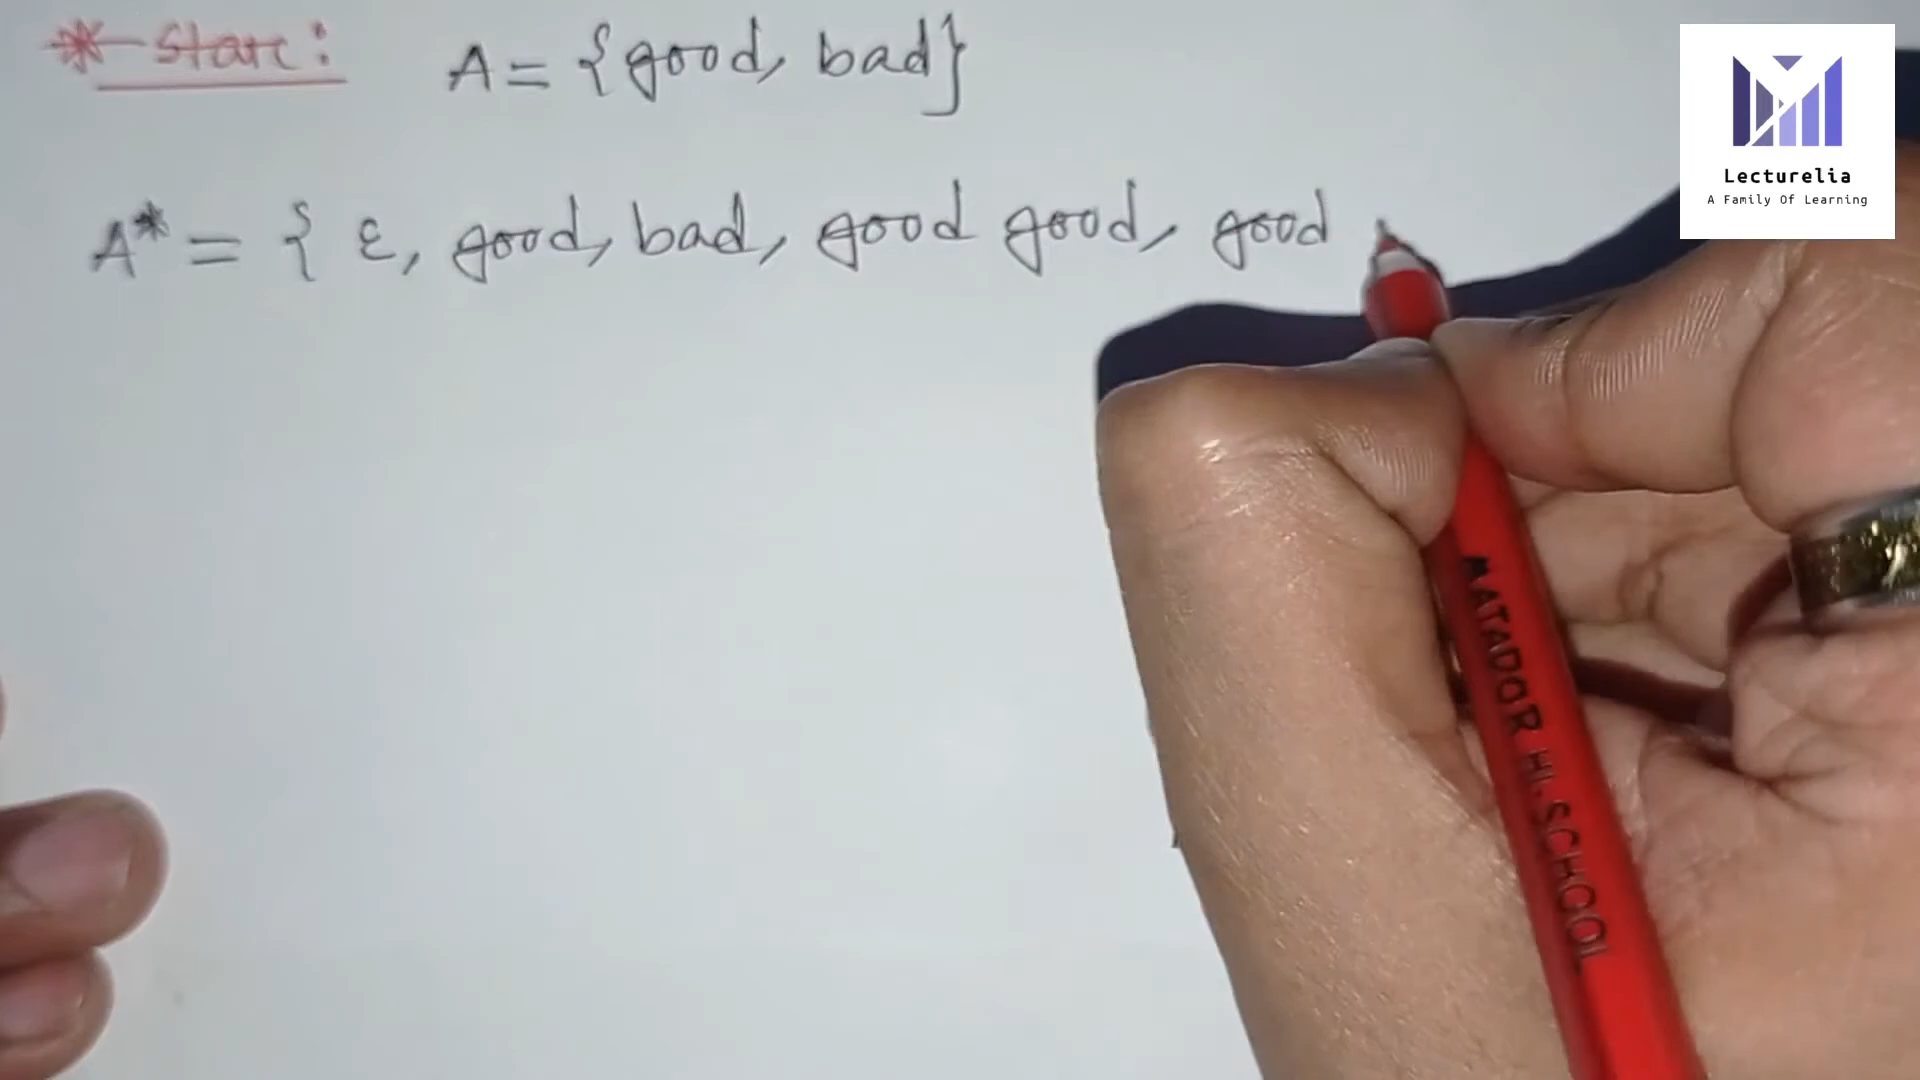 * Star: A = {good, bad}
A* = { ε, good, bad, good good, good
Lecturelia
A Family Of Learning
MATADOR HI-SCHOOL